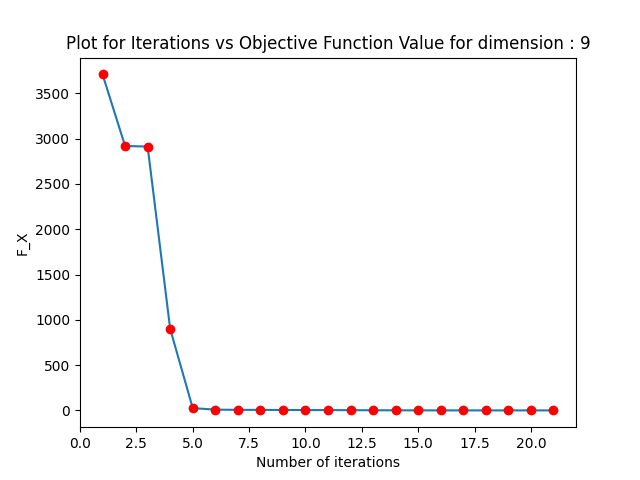 Plot for Iterations vs Objective Function Value for dimension : 9
3500
3000
2500
2000
1500
1000
500
0
F_X
0.0 2.5 5.0 7.5 10.0 12.5 15.0 17.5 20.0
Number of iterations